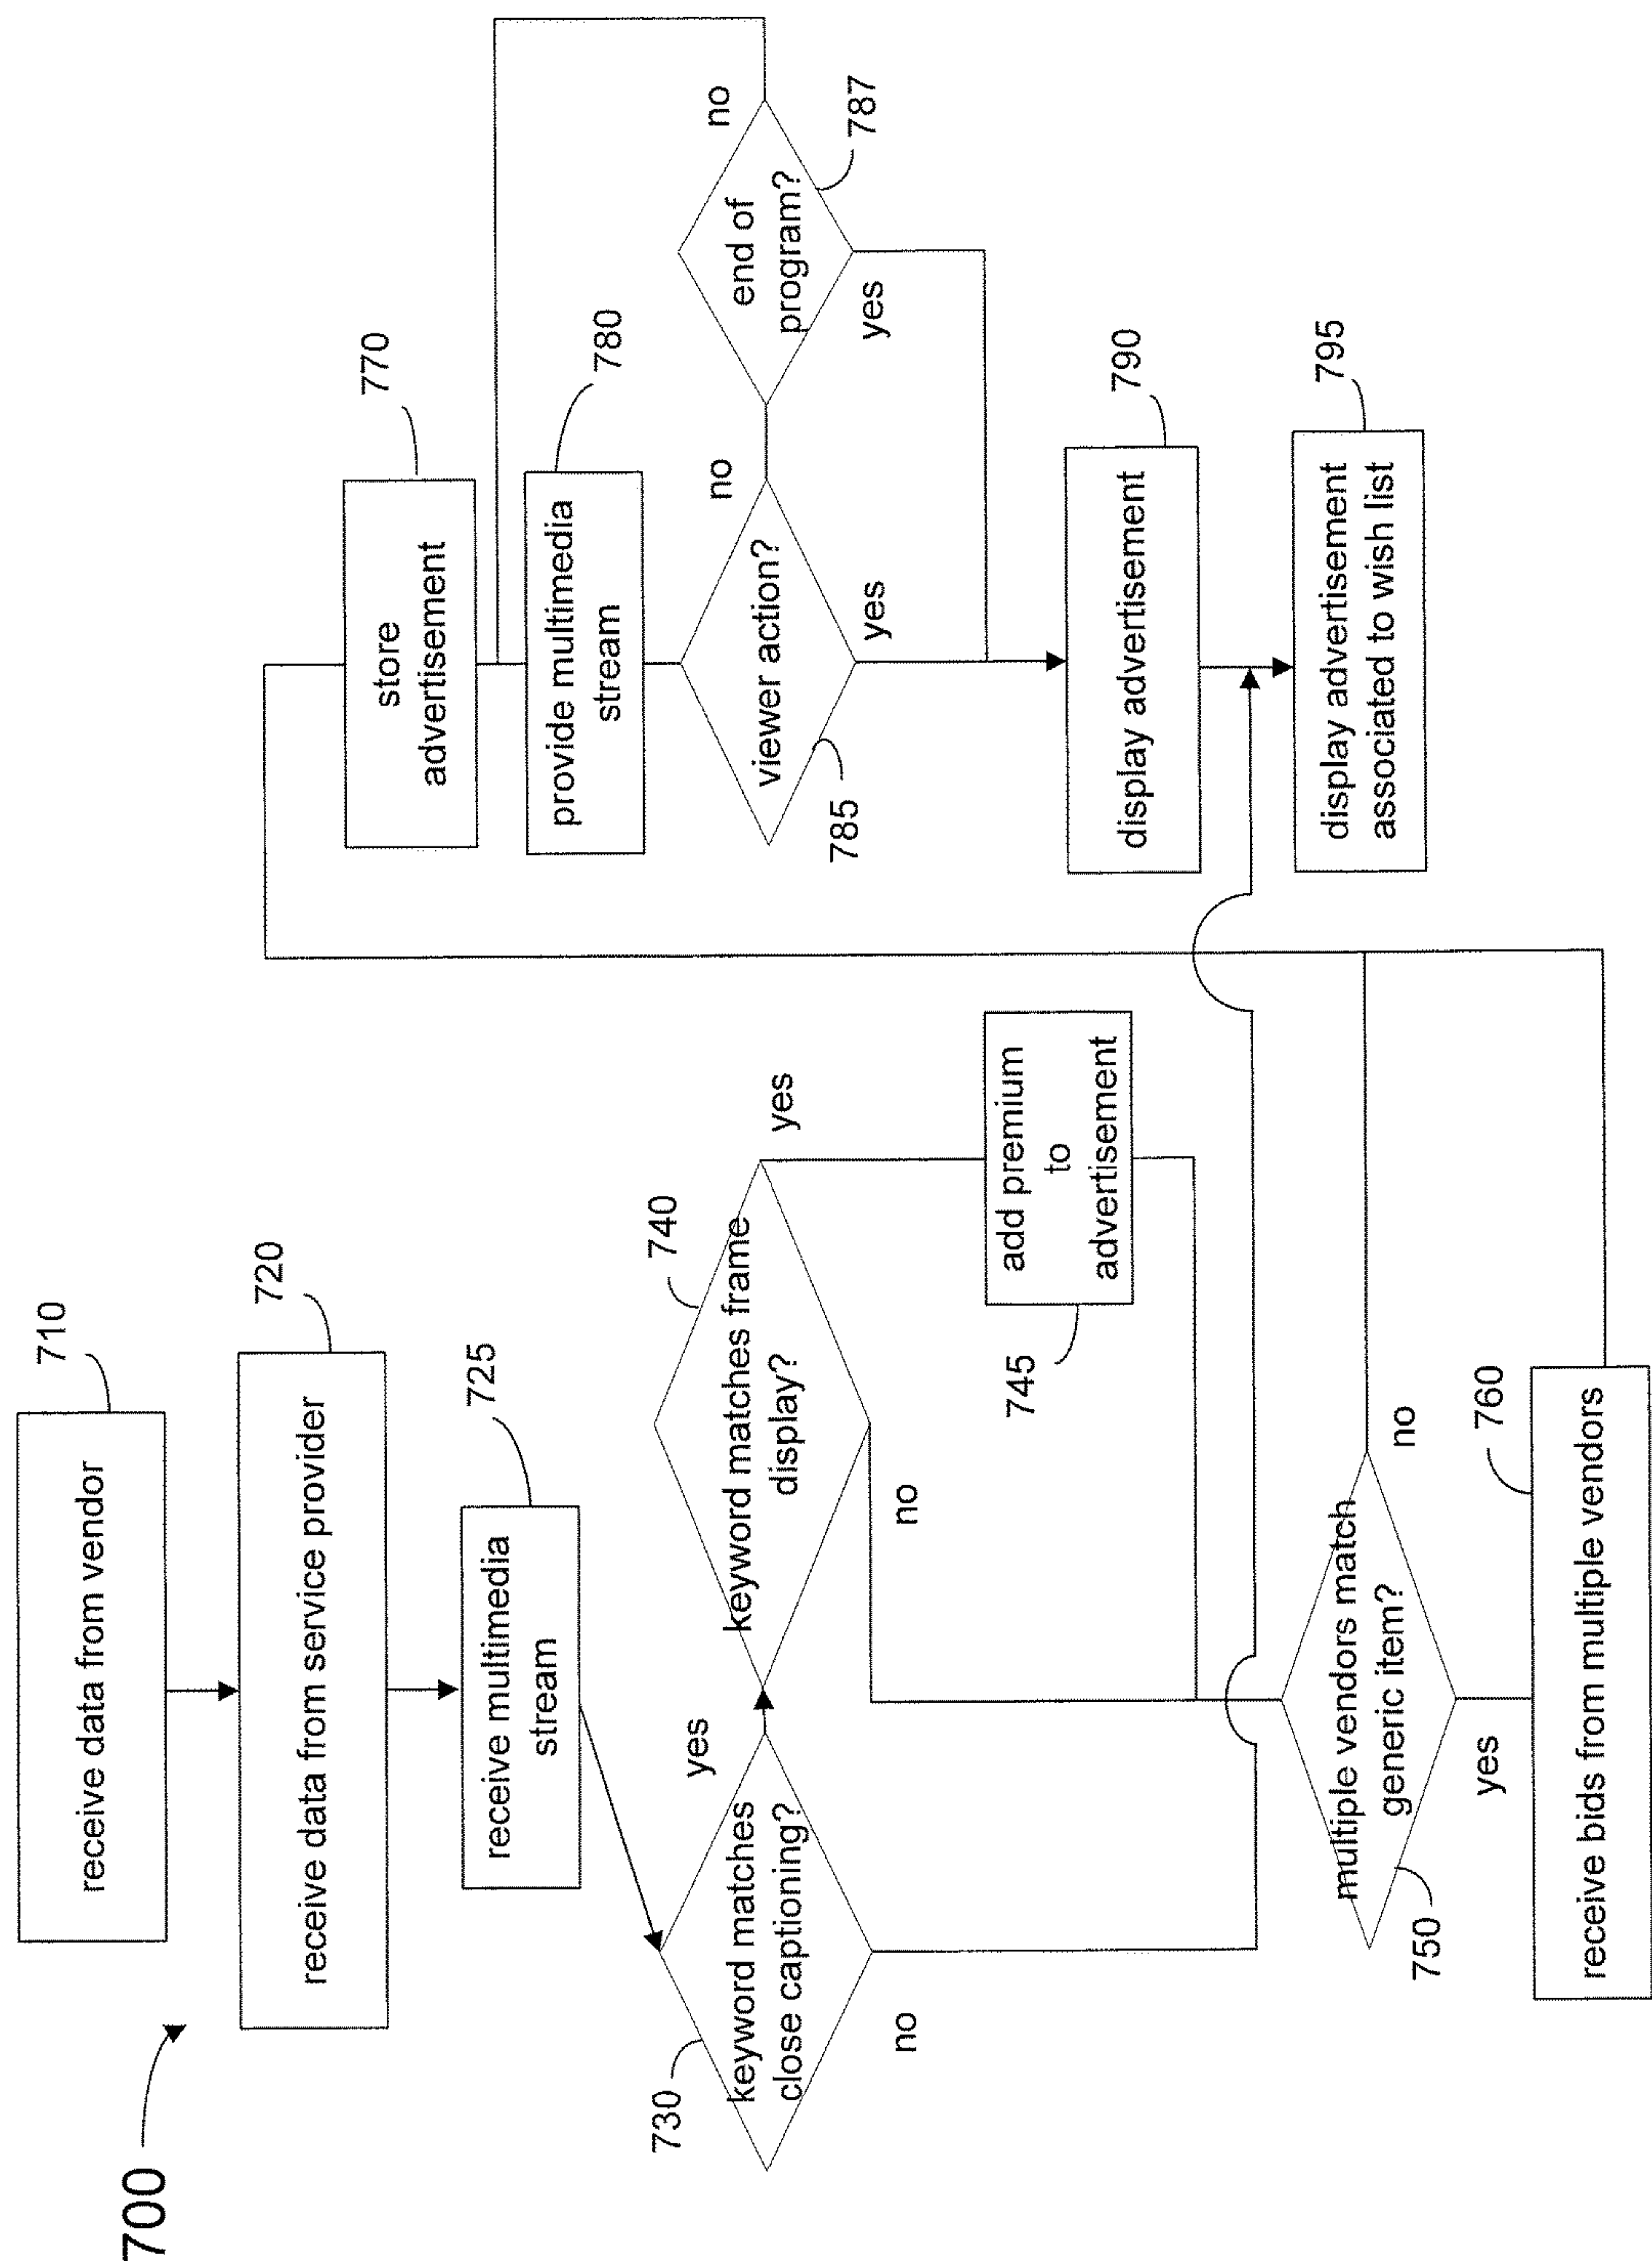 700
710
receive data from vendor
720
receive data from service provider
725
receive multimedia
stream
730
keyword matches
close captioning?
yes
no
740
keyword matches frame
display?
yes
no
745
add premium
to
advertisement
750
multiple vendors match
generic item?
no
yes
760
receive bids from multiple vendors
770
store
advertisement
780
provide multimedia
stream
785
viewer action?
no
yes
787
end of
program?
no
yes
790
display advertisement
795
display advertisement
associated to wish list